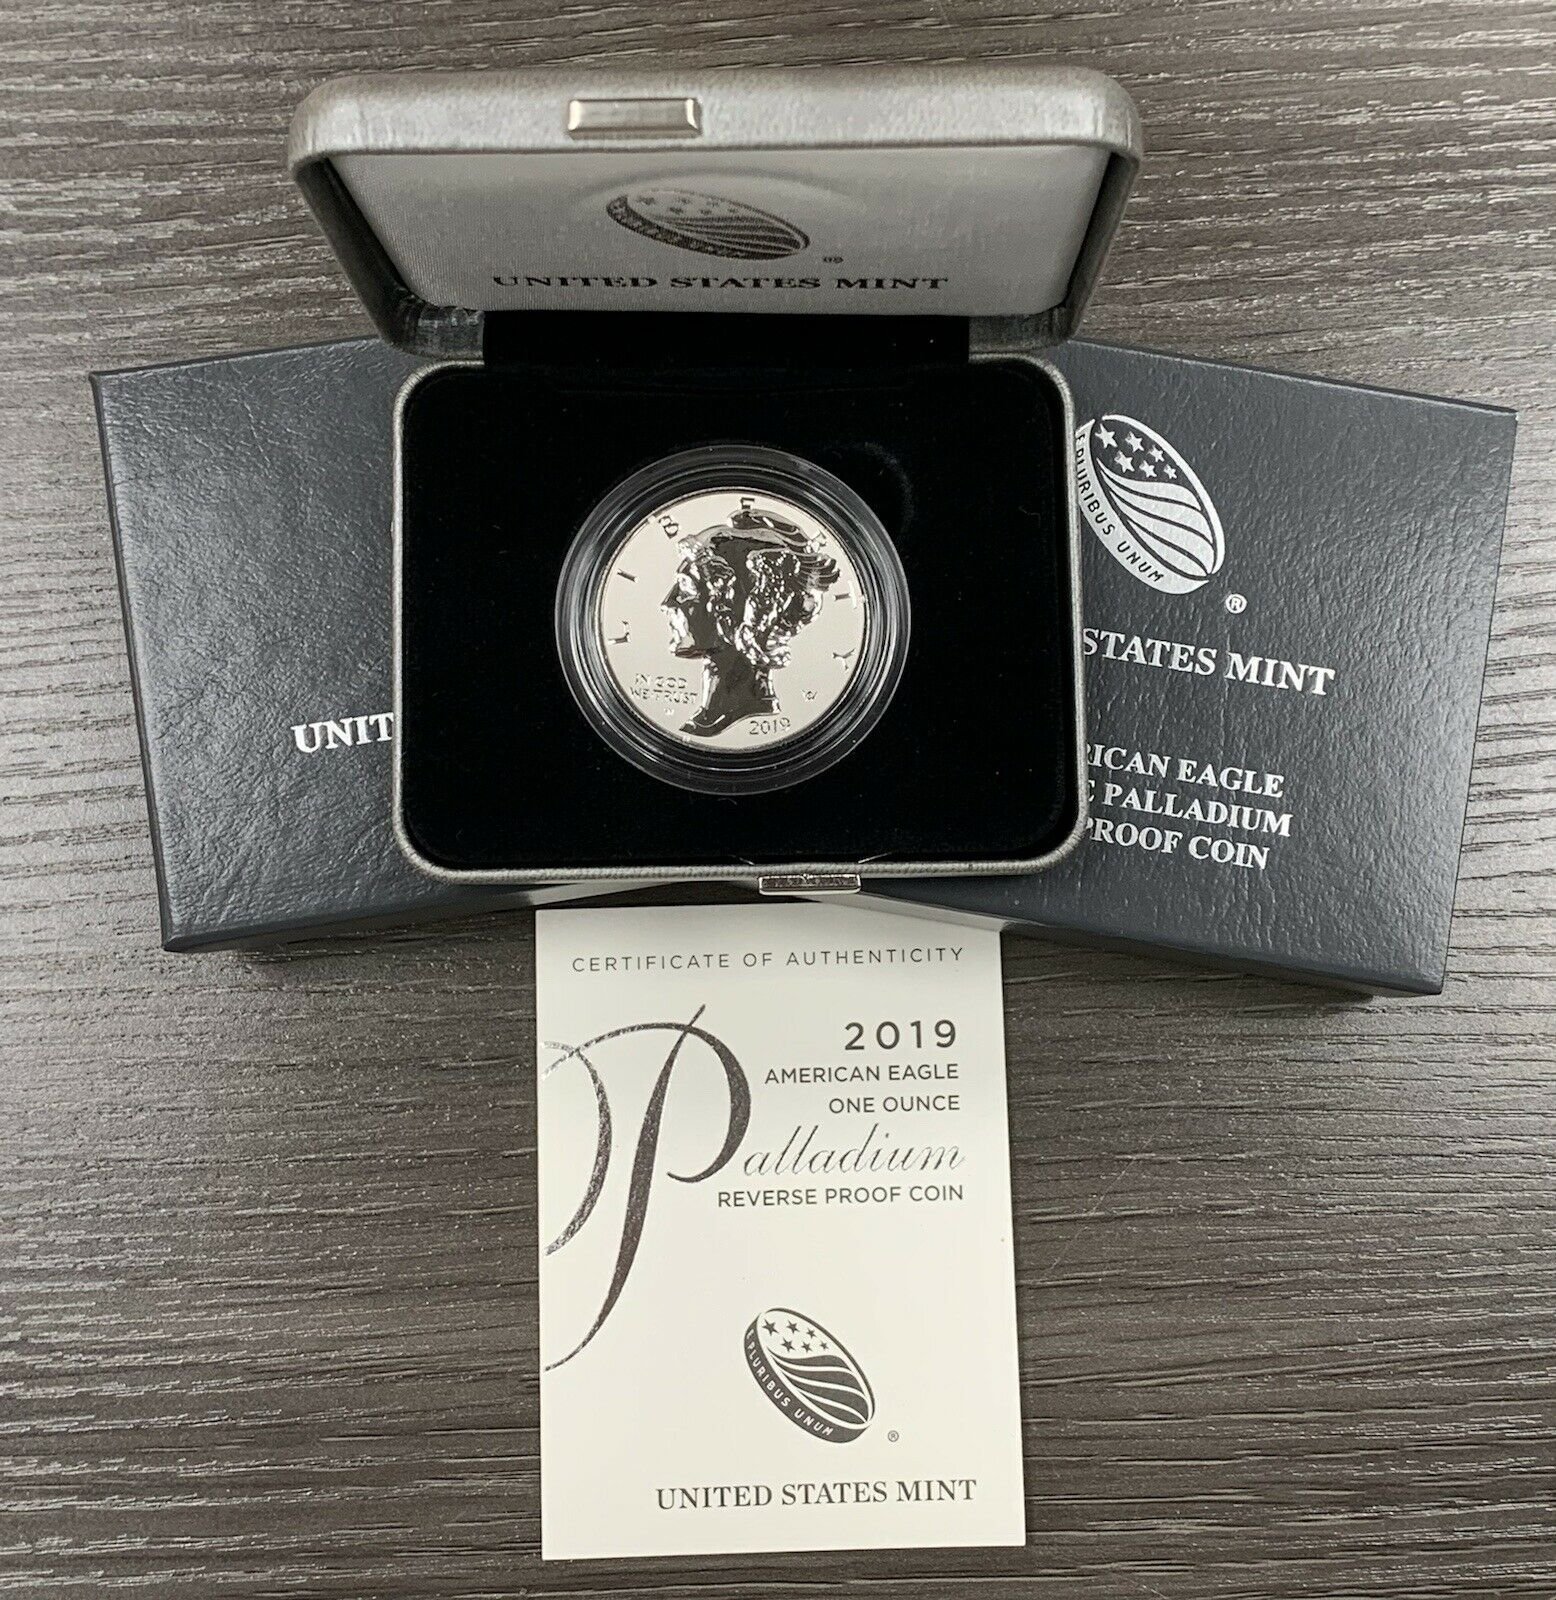 UNITED STATES MINT
LIBERTY
IN GOD
WE TRUST
2019
E PLURIBUS UNUM
®
STATES MINT
UNIT
RICAN EAGLE
PALLADIUM
PROOF COIN
CERTIFICATE OF AUTHENTICITY
2019
AMERICAN EAGLE
ONE OUNCE
Palladium
REVERSE PROOF COIN
E PLURIBUS UNUM
®
UNITED STATES MINT